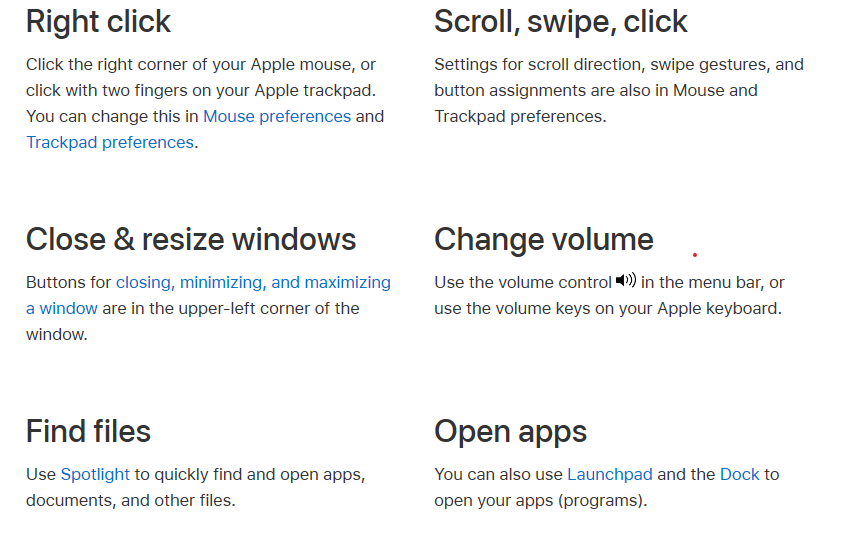 Right click
Click the right corner of your Apple mouse, or
click with two fingers on your Apple trackpad.
You can change this in Mouse preferences and
Trackpad preferences.
Scroll, swipe, click
Settings for scroll direction, swipe gestures, and
button assignments are also in Mouse and
Trackpad preferences.
Close & resize windows
Buttons for closing, minimizing, and maximizing
a window are in the upper-left corner of the
window.
Change volume
Use the volume control in the menu bar, or
use the volume keys on your Apple keyboard.
Find files
Use Spotlight to quickly find and open apps,
documents, and other files.
Open apps
You can also use Launchpad and the Dock to
open your apps (programs).